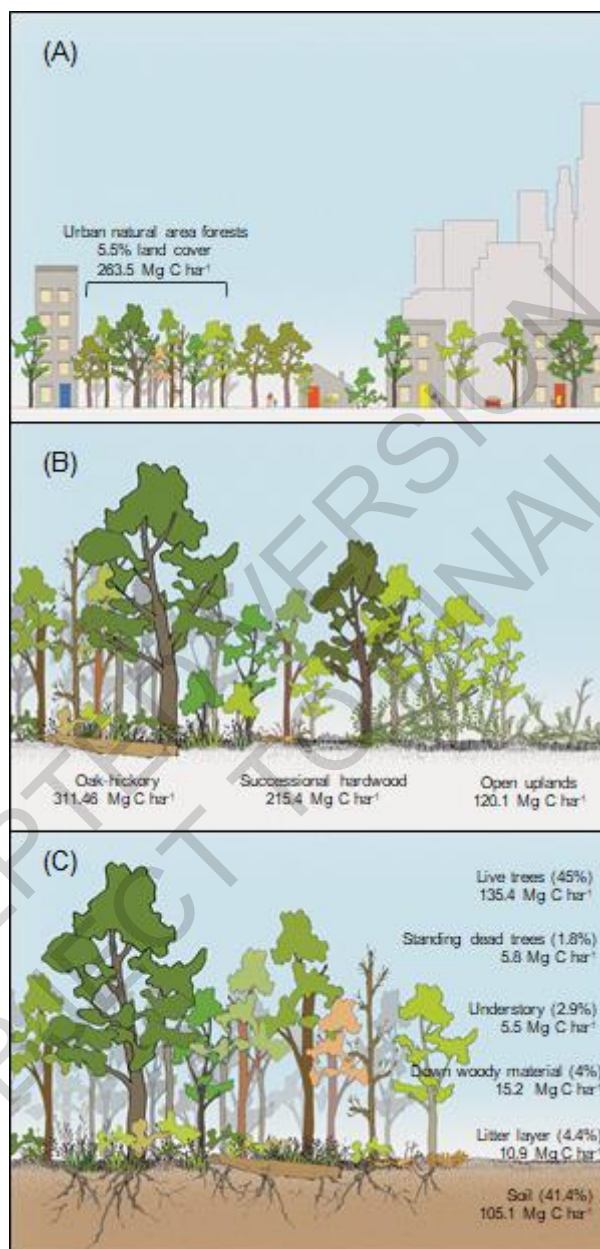 (A)
Urban natural area forests
5.5% land cover
263.5 Mg C ha⁻¹
(B)
Oak-hickory
311.46 Mg C ha⁻¹
Successional hardwood
215.4 Mg C ha⁻¹
Open uplands
120.1 Mg C ha⁻¹
(C)
Live trees (45%)
135.4 Mg C ha⁻¹
Standing dead trees (1.8%)
5.8 Mg C ha⁻¹
Understory (2.9%)
5.5 Mg C ha⁻¹
Down woody material (4%)
15.2 Mg C ha⁻¹
Litter layer (4.4%)
10.9 Mg C ha⁻¹
Soil (41.4%)
105.1 Mg C ha⁻¹